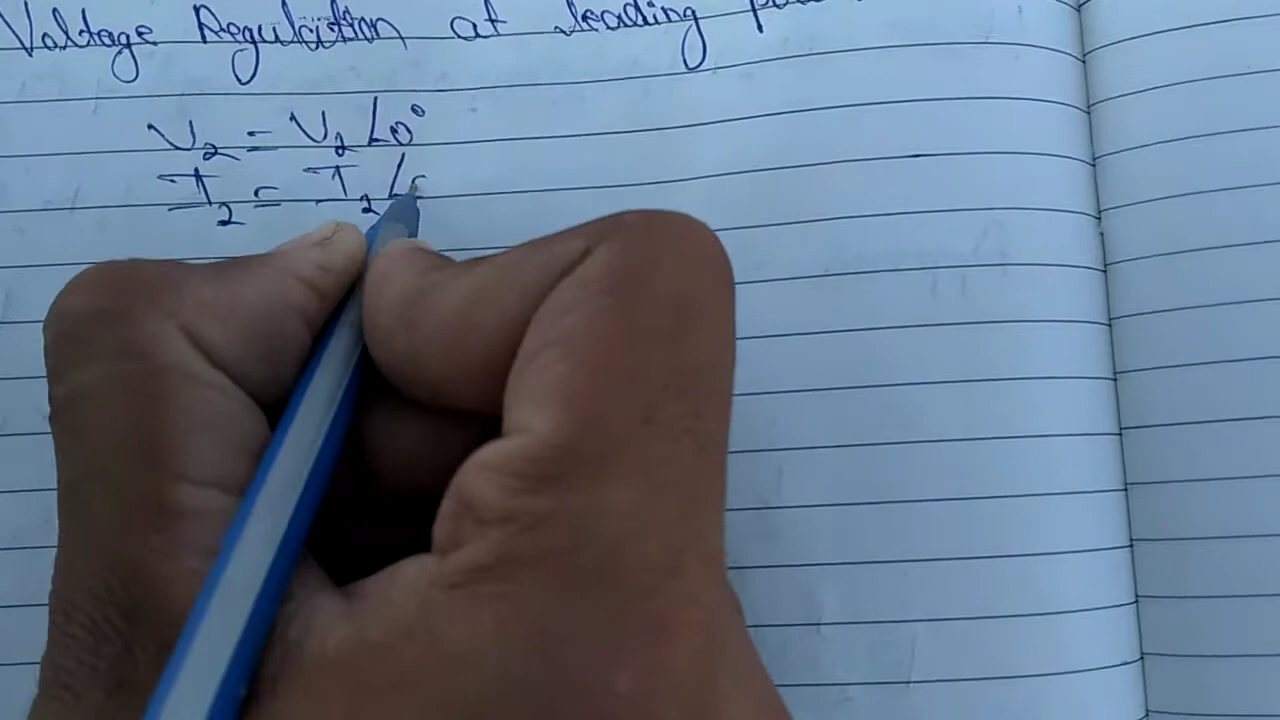 Voltage Regulation at leading
V₂ = V₂ ∠0°
I₂ = I₂ ∠